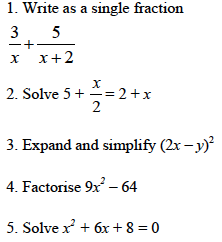 1. Write as a single fraction
3/x + 5/(x + 2)
2. Solve 5 + x/2 = 2 + x
3. Expand and simplify (2x – y)²
4. Factorise 9x² – 64
5. Solve x² + 6x + 8 = 0